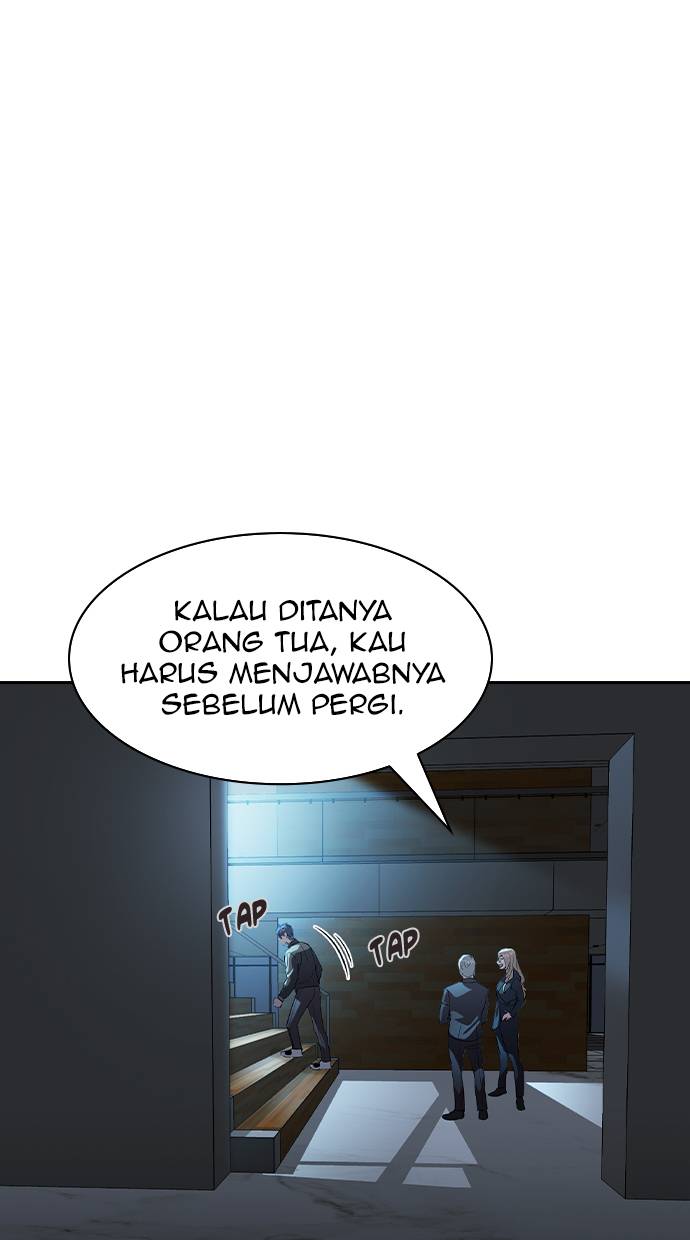 KALAU DITANYA
ORANG TUA, KAU
HARUS MENJAWABNYA
SEBELUM PERGI.
TAP
TAP